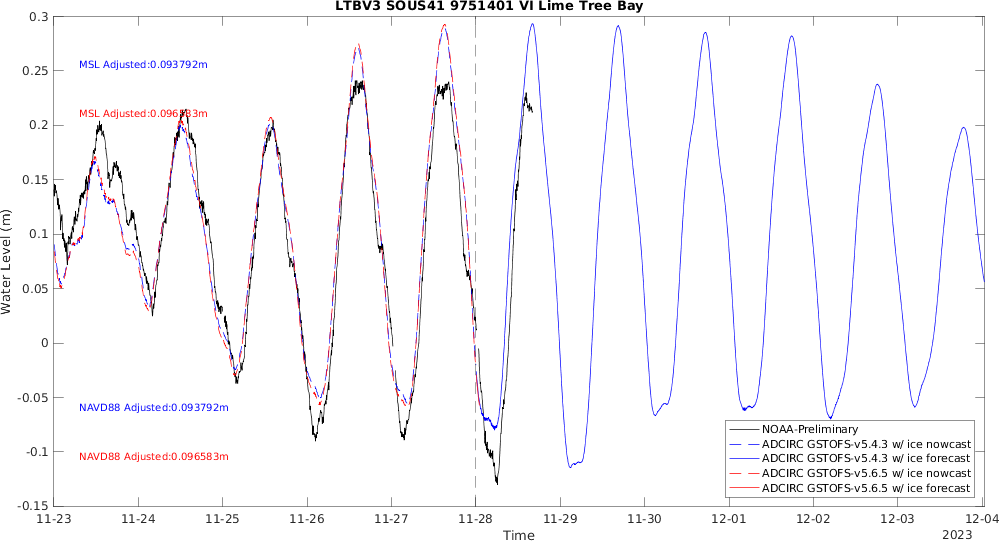 LTBV3 SOUS41 9751401 VI Lime Tree Bay
0.3
0.25
0.2
0.15
0.1
0.05
0
-0.05
-0.1
-0.15
Water Level (m)
MSL Adjusted:0.093792m
MSL Adjusted:0.096583m
NAVD88 Adjusted:0.093792m
NAVD88 Adjusted:0.096583m
NOAA-Preliminary
ADCIRC GSTOFS-v5.4.3 w/ ice nowcast
ADCIRC GSTOFS-v5.4.3 w/ ice forecast
ADCIRC GSTOFS-v5.6.5 w/ ice nowcast
ADCIRC GSTOFS-v5.6.5 w/ ice forecast
11-23 11-24 11-25 11-26 11-27 11-28 11-29 11-30 12-01 12-02 12-03 12-04
Time
2023